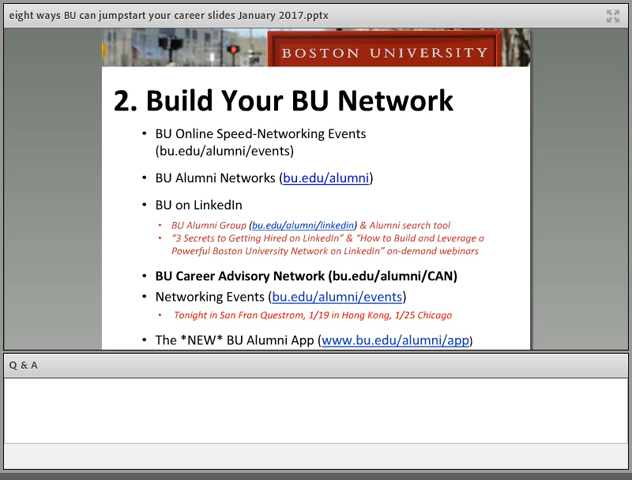 eight ways BU can jumpstart your career slides January 2017.pptx
BOSTON UNIVERSITY
2. Build Your BU Network
• BU Online Speed-Networking Events
(bu.edu/alumni/events)
• BU Alumni Networks (bu.edu/alumni)
• BU on LinkedIn
• BU Alumni Group (bu.edu/alumni/linkedin) & Alumni search tool
• “3 Secrets to Getting Hired on LinkedIn” & “How to Build and Leverage a
Powerful Boston University Network on LinkedIn” on-demand webinars
• BU Career Advisory Network (bu.edu/alumni/CAN)
• Networking Events (bu.edu/alumni/events)
• Tonight in San Fran Questrom, 1/19 in Hong Kong, 1/25 Chicago
• The *NEW* BU Alumni App (www.bu.edu/alumni/app)
Q & A